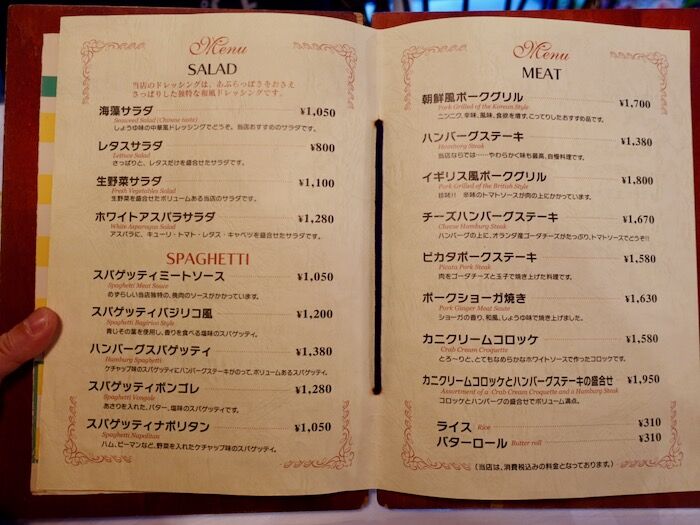 Menu
SALAD
当店のドレッシングは、あぶらっぽさをおさえ
さっぱりした独特な和風ドレッシングです。
海藻サラダ ¥1,050
Seaweed Salad (Chinese taste)
しょうゆ味の中華風ドレッシングでどうぞ。当店おすすめのサラダです。
レタスサラダ ¥800
Lettuce Salad
さっぱりと、レタスだけを盛合せたサラダです。
生野菜サラダ ¥1,100
Fresh Vegetables Salad
生野菜を盛合せたボリュームある当店のサラダです。
ホワイトアスパラサラダ ¥1,280
White Asparagus Salad
アスパラに、キューリ・トマト・レタス・キャベツを盛合せたサラダです。
SPAGHETTI
スパゲッティミートソース ¥1,050
Spaghetti Meat Sauce
めずらしい当店独特の、挽肉のソースがかかっています。
スパゲッティバジリコ風 ¥1,200
Spaghetti Bagirico Style
青じその葉を使用し、香りを食べる塩味のスパゲッティ。
ハンバーグスパゲッティ ¥1,380
Hamburg Spaghetti
ケチャップ味のスパゲッティにハンバーグステーキがのって、ボリュームあるスパゲッティ。
スパゲッティボンゴレ ¥1,280
Spaghetti Vongole
あさりを入れた、バター、塩味のスパゲッティです。
スパゲッティナポリタン ¥1,050
Spaghetti Napolitan
ハム、ピーマンなど、野菜を入れたケチャップ味のスパゲッティ。
Menu
MEAT
朝鮮風ポークグリル ¥1,700
Pork Grilled of the Korean Style
ニンニク、辛味、風味、食欲を増す、こってりしたおすすめ品です。
ハンバーグステーキ ¥1,380
Hamburg Steak
当店ならでは……やわらかく味も最高、自慢料理です。
イギリス風ポークグリル ¥1,800
Pork Grilled of the British Style
珍味!! 辛味のトマトソースが肉の上にかかっています。
チーズハンバーグステーキ ¥1,670
Cheese Hamburg Steak
ハンバーグの上に、オランダ産ゴーダチーズがたっぷり、トマトソースでどうぞ!!
ピカタポークステーキ ¥1,580
Picata Pork Steak
肉をゴーダチーズと玉子で焼き上げた料理です。
ポークショーガ焼き ¥1,630
Pork Ginger Meat Sauté
ショーガの香り、和風、しょうゆ味で焼き上げました。
カニクリームコロッケ ¥1,580
Crab Cream Croquette
とろ〜りと、とてもなめらかなホワイトソースで作ったコロッケです。
カニクリームコロッケとハンバーグステーキの盛合せ ¥1,950
Assortment of a Crab Cream Croquette and a Hamburg Steak
コロッケとハンバーグの盛合せでボリューム満点。
ライス Rice ¥310
バターロール Butter roll ¥310
(当店は、消費税込みの料金となっております。)